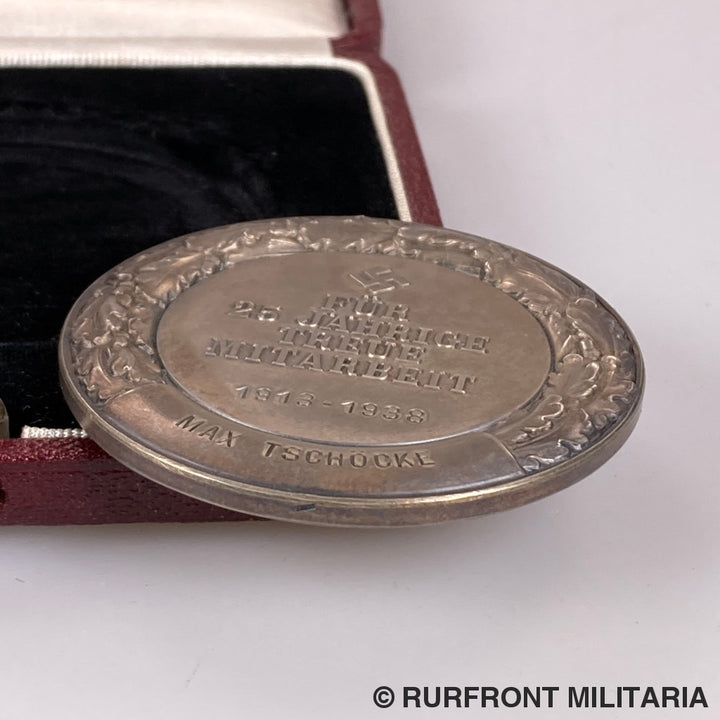 FÜR
25 JÄHRIGE
TREUE
MITARBEIT
1913-1938
MAX TSCHOCKE
© RURFRONT MILITARIA